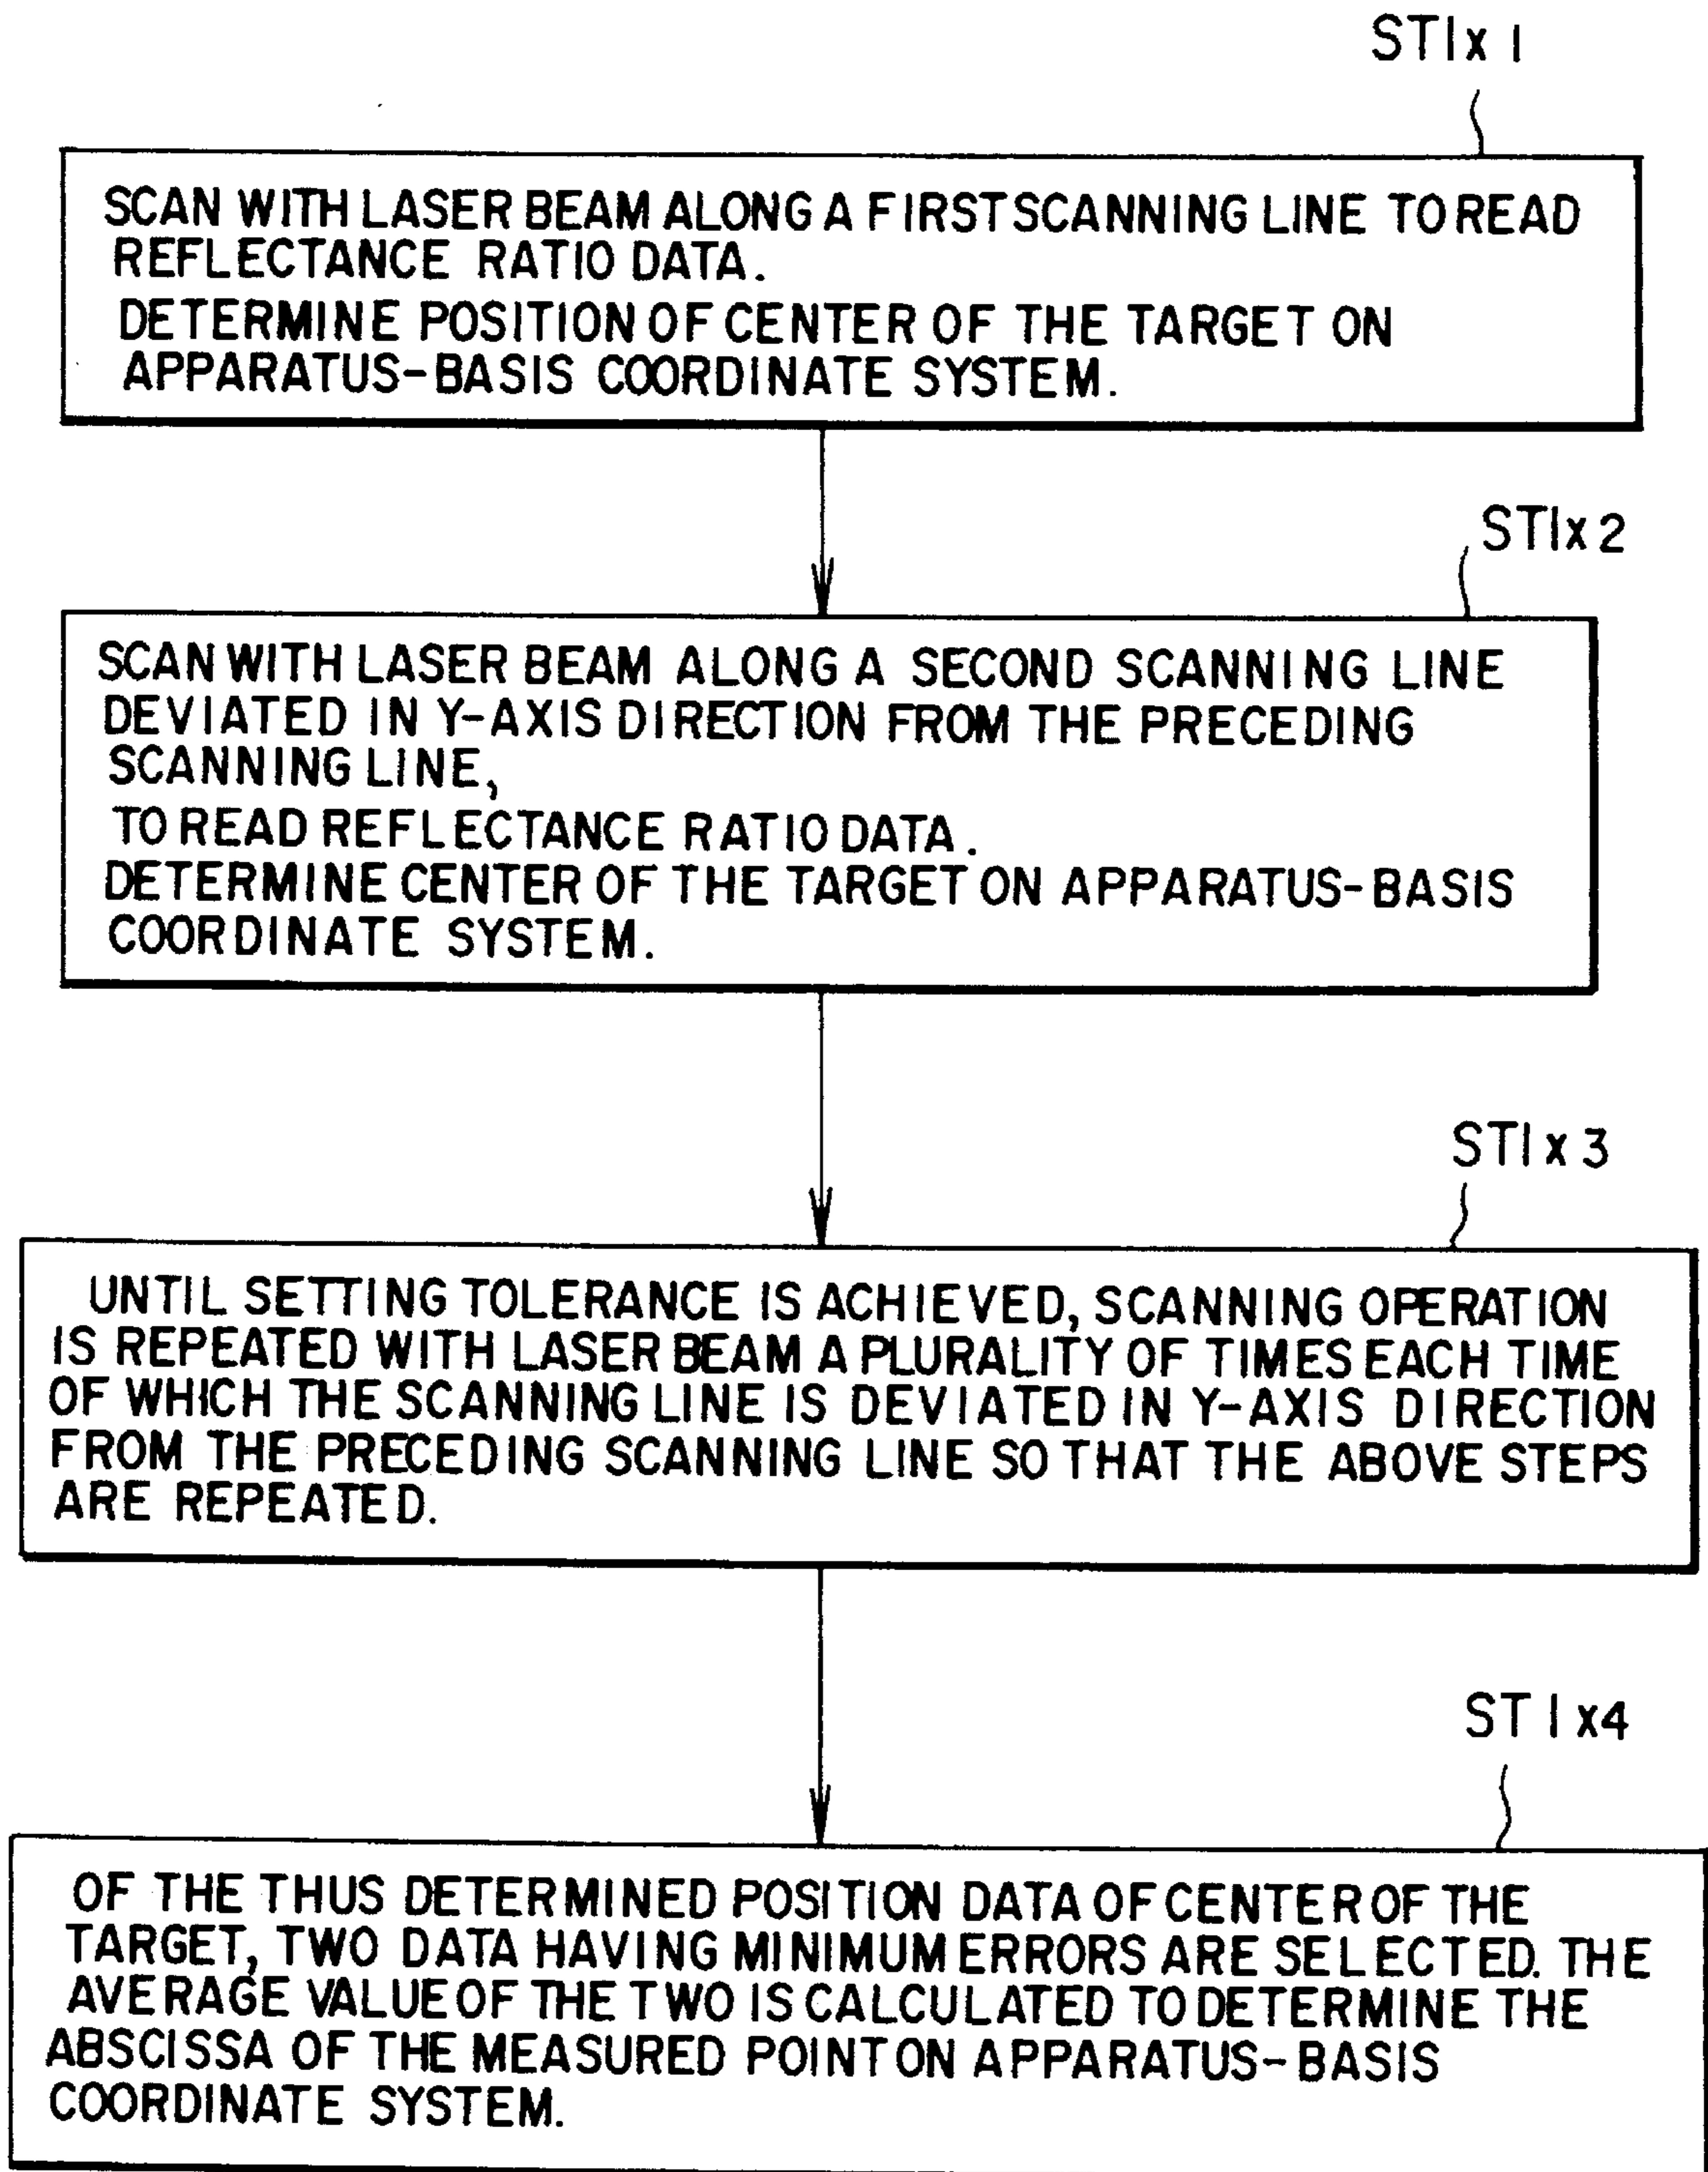 ST1x1
SCAN WITH LASER BEAM ALONG A FIRST SCANNING LINE TO READ
REFLECTANCE RATIO DATA.
DETERMINE POSITION OF CENTER OF THE TARGET ON
APPARATUS-BASIS COORDINATE SYSTEM.
ST1x2
SCAN WITH LASER BEAM ALONG A SECOND SCANNING LINE
DEVIATED IN Y-AXIS DIRECTION FROM THE PRECEDING
SCANNING LINE,
TO READ REFLECTANCE RATIO DATA.
DETERMINE CENTER OF THE TARGET ON APPARATUS-BASIS
COORDINATE SYSTEM.
ST1x3
UNTIL SETTING TOLERANCE IS ACHIEVED, SCANNING OPERATION
IS REPEATED WITH LASER BEAM A PLURALITY OF TIMES EACH TIME
OF WHICH THE SCANNING LINE IS DEVIATED IN Y-AXIS DIRECTION
FROM THE PRECEDING SCANNING LINE SO THAT THE ABOVE STEPS
ARE REPEATED.
ST1x4
OF THE THUS DETERMINED POSITION DATA OF CENTER OF THE
TARGET, TWO DATA HAVING MINIMUM ERRORS ARE SELECTED. THE
AVERAGE VALUE OF THE TWO IS CALCULATED TO DETERMINE THE
ABSCISSA OF THE MEASURED POINT ON APPARATUS-BASIS
COORDINATE SYSTEM.